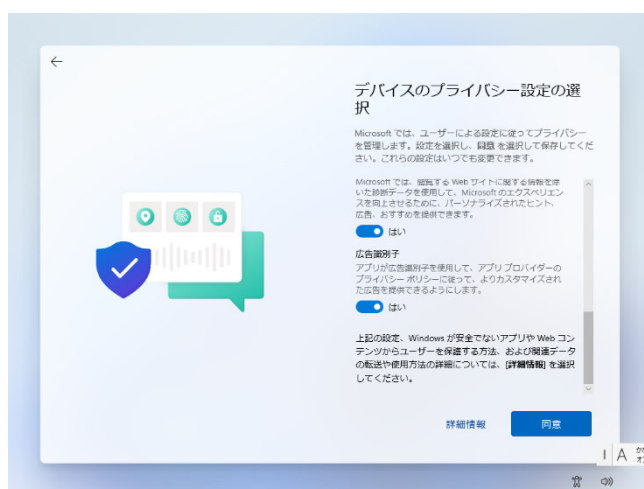 デバイスのプライバシー設定の選
択
Microsoft では、ユーザーによる設定に従ってプライバシー
を管理します。設定を選択し、同意 を選択して保存してくだ
さい。これらの設定はいつでも変更できます。
Microsoft では、閲覧する Web サイトに関する情報を除
いた診断データを使用して、Microsoft のエクスペリエン
スを向上させるために、パーソナライズされたヒント、
広告、おすすめを提供できます。
はい
広告識別子
アプリが広告識別子を使用して、アプリ プロバイダーの
プライバシー ポリシーに従って、よりカスタマイズされ
た広告を提供できるようにします。
はい
上記の設定、Windows が安全でないアプリや Web コン
テンツからユーザーを保護する方法、および関連データ
の転送や使用方法の詳細については、[詳細情報] を選択
してください。
詳細情報
同意
A